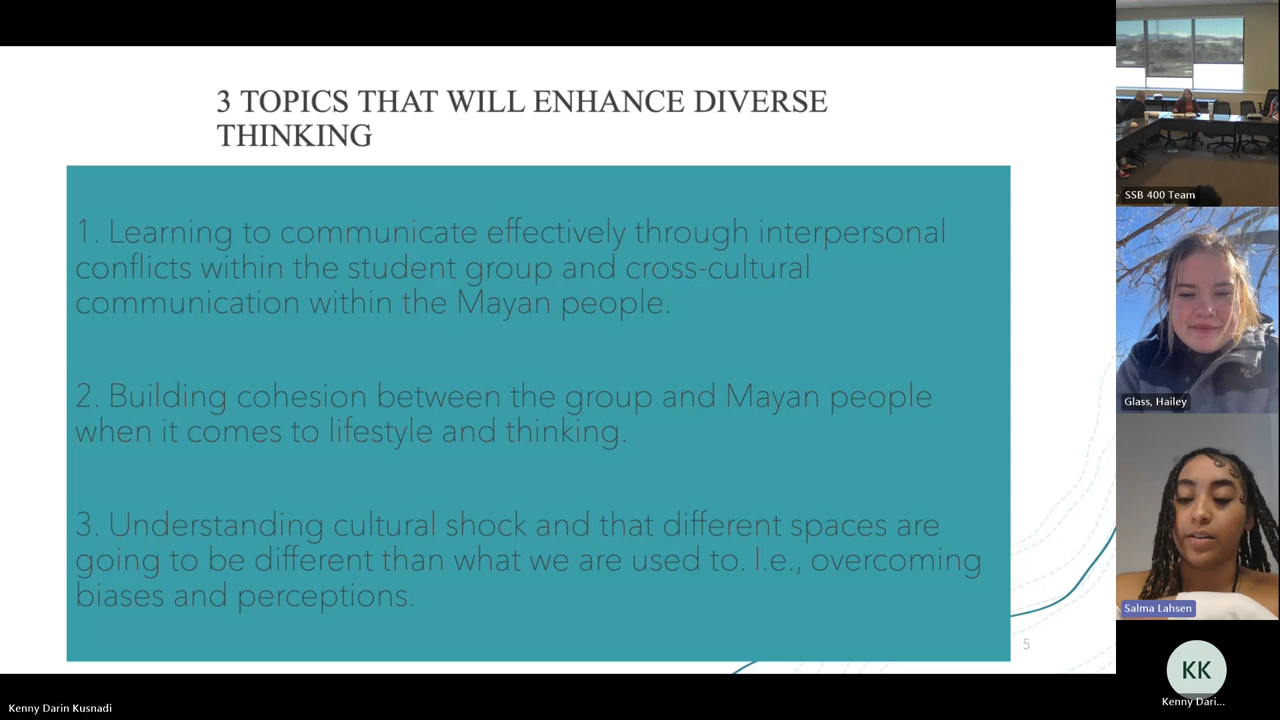 3 TOPICS THAT WILL ENHANCE DIVERSE
THINKING
1. Learning to communicate effectively through interpersonal
conflicts within the student group and cross-cultural
communication within the Mayan people.
2. Building cohesion between the group and Mayan people
when it comes to lifestyle and thinking.
3. Understanding cultural shock and that different spaces are
going to be different than what we are used to. I.e., overcoming
biases and perceptions.
5
SSB 400 Team
Glass, Hailey
Salma Lahsen
KK
Kenny Dari...
Kenny Darin Kusnadi